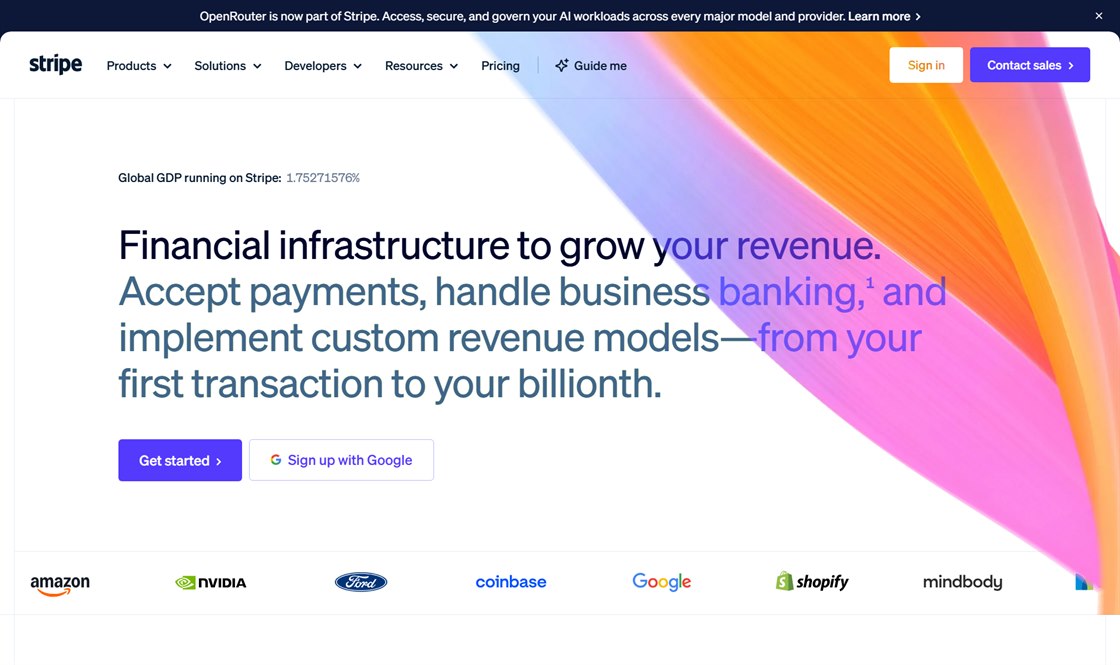 OpenRouter is now part of Stripe. Access, secure, and govern your AI workloads across every major model and provider. Learn more
stripe Products Solutions Developers Resources Pricing Guide me Sign in Contact sales
Global GDP running on Stripe: 1.75271576%
Financial infrastructure to grow your revenue.
Accept payments, handle business banking,¹ and
implement custom revenue models—from your
first transaction to your billionth.
Get started Sign up with Google
amazon NVIDIA Ford coinbase Google shopify mindbody